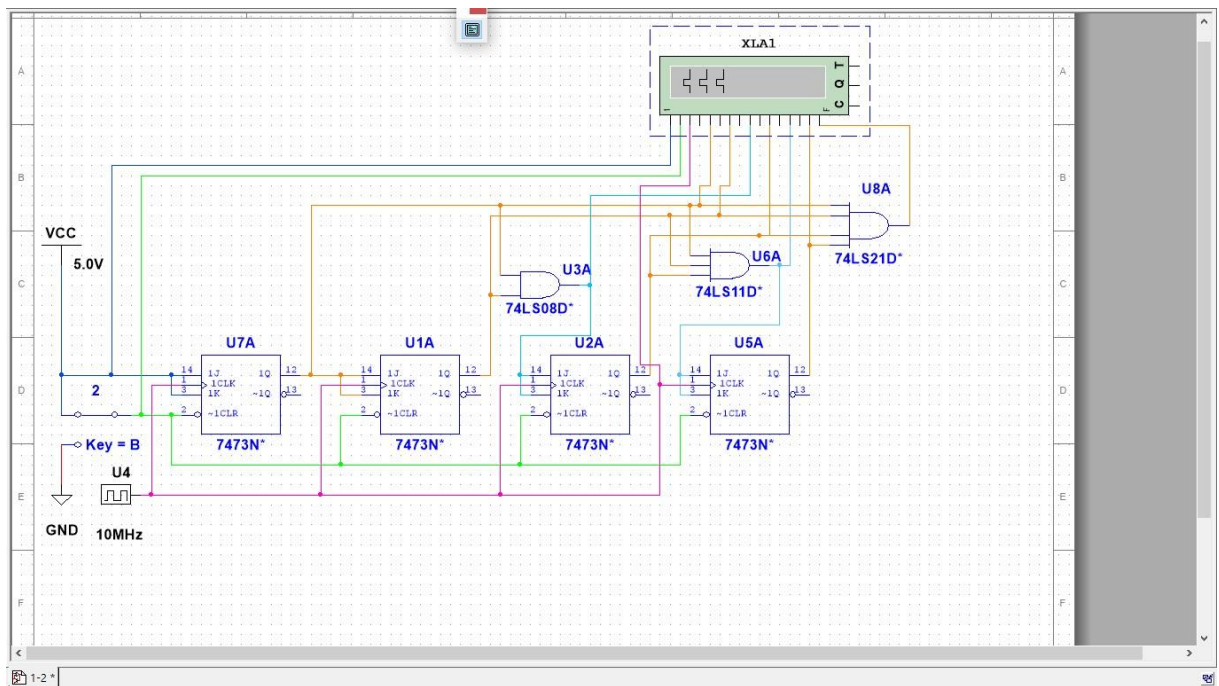 XLA1
T
Q
C
1
F
A
A
B
B
U8A
VCC
5.0V
74LS21D*
U6A
U3A
C
C
74LS11D*
74LS08D*
U7A
U1A
U2A
U5A
14 1J 1Q 12
1 1CLK
3 1K ~1Q 13
2 ~1CLR
7473N*
14 1J 1Q 12
1 1CLK
3 1K ~1Q 13
2 ~1CLR
7473N*
14 1J 1Q 12
1 1CLK
3 1K ~1Q 13
2 ~1CLR
7473N*
14 1J 1Q 12
1 1CLK
3 1K ~1Q 13
2 ~1CLR
7473N*
D
D
2
Key = B
U4
E
E
GND
10MHz
F
F
1-2 *